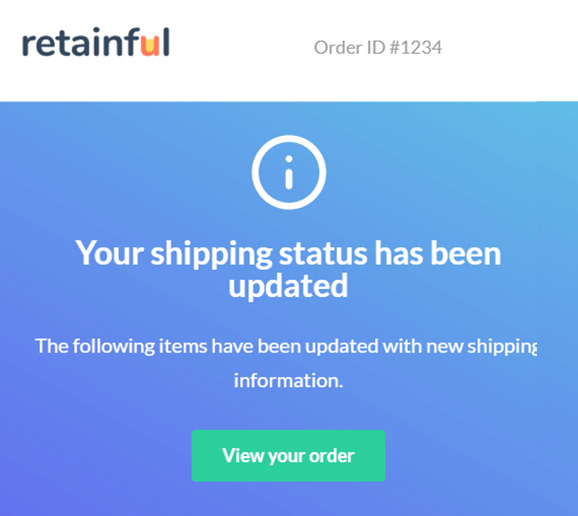 retainful
Order ID #1234
Your shipping status has been
updated
The following items have been updated with new shipping
information.
View your order